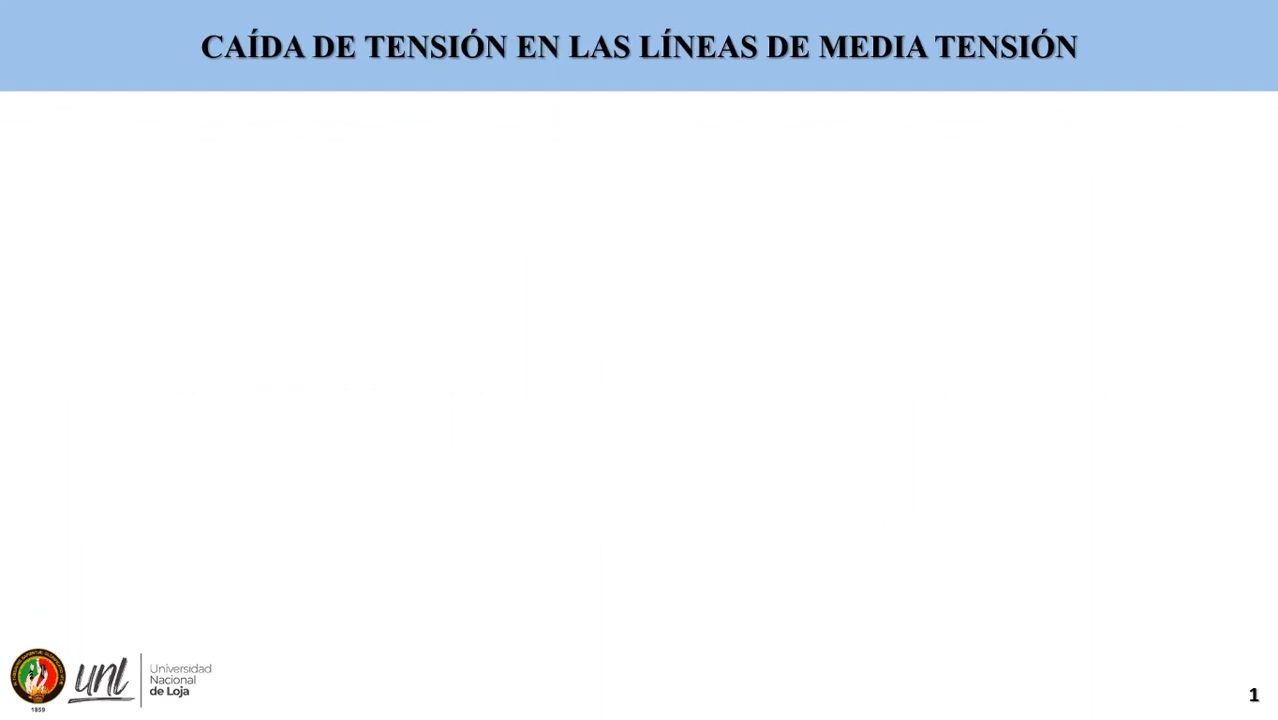 CAÍDA DE TENSIÓN EN LAS LÍNEAS DE MEDIA TENSIÓN
unl
Universidad
Nacional
de Loja
1859
1